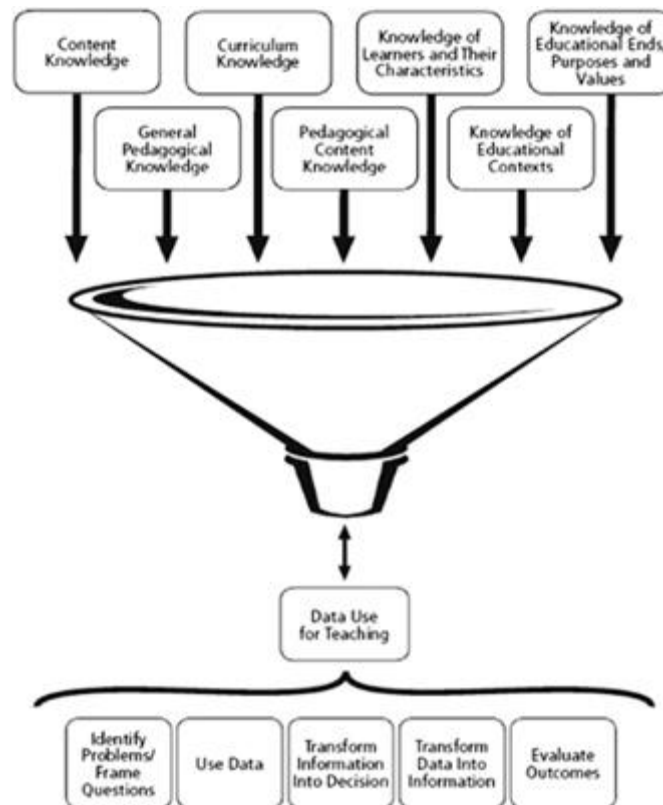 Content
Knowledge
Curriculum
Knowledge
Knowledge of
Learners and Their
Characteristics
Knowledge of
Educational Ends,
Purposes and
Values
General
Pedagogical
Knowledge
Pedagogical
Content
Knowledge
Knowledge of
Educational
Contexts
Data Use
for Teaching
Identify
Problems/
Frame
Questions
Use Data
Transform
Information
Into Decision
Transform
Data Into
Information
Evaluate
Outcomes